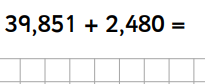 39,851 + 2,480 =